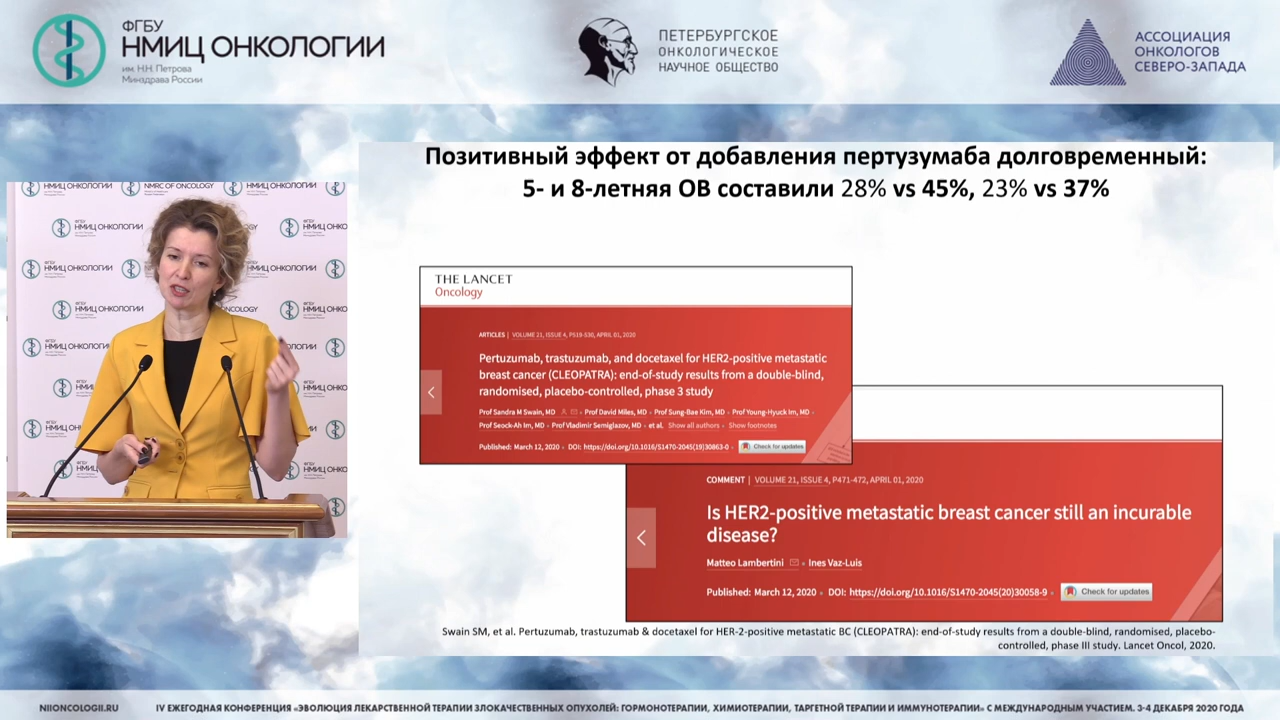 ФГБУ
НМИЦ ОНКОЛОГИИ
им. Н.Н. Петрова
Минздрава России
ПЕТЕРБУРГСКОЕ
ОНКОЛОГИЧЕСКОЕ
НАУЧНОЕ ОБЩЕСТВО
АССОЦИАЦИЯ
ОНКОЛОГОВ
СЕВЕРО-ЗАПАДА
Позитивный эффект от добавления пертузумаба долговременный:
5- и 8-летняя ОВ составили 28% vs 45%, 23% vs 37%
THE LANCET
Oncology
ARTICLES | VOLUME 21, ISSUE 4, P519-530, APRIL 01, 2020
Pertuzumab, trastuzumab, and docetaxel for HER2-positive metastatic
breast cancer (CLEOPATRA): end-of-study results from a double-blind,
randomised, placebo-controlled, phase 3 study
Prof Sandra M Swain, MD • Prof David Miles, MD • Prof Sung-Bae Kim, MD • Prof Young-Hyuck Im, MD •
Prof Seock-Ah Im, MD • Prof Vladimir Semiglazov, MD • et al. Show all authors • Show footnotes
Published: March 12, 2020 • DOI: https://doi.org/10.1016/S1470-2045(19)30863-0 • Check for updates
COMMENT | VOLUME 21, ISSUE 4, P471-472, APRIL 01, 2020
Is HER2-positive metastatic breast cancer still an incurable
disease?
Matteo Lambertini • Ines Vaz-Luis
Published: March 12, 2020 • DOI: https://doi.org/10.1016/S1470-2045(20)30058-9 • Check for updates
Swain SM, et al. Pertuzumab, trastuzumab & docetaxel for HER-2-positive metastatic BC (CLEOPATRA): end-of-study results from a double-blind, randomised, placebo-
controlled, phase III study. Lancet Oncol, 2020.
NMRC OF ONCOLOGY
НМИЦ ОНКОЛОГИИ
NIIONCOLOGII.RU
IV ЕЖЕГОДНАЯ КОНФЕРЕНЦИЯ «ЭВОЛЮЦИЯ ЛЕКАРСТВЕННОЙ ТЕРАПИИ ЗЛОКАЧЕСТВЕННЫХ ОПУХОЛЕЙ: ГОРМОНОТЕРАПИИ, ХИМИОТЕРАПИИ, ТАРГЕТНОЙ ТЕРАПИИ И ИММУНОТЕРАПИИ» С МЕЖДУНАРОДНЫМ УЧАСТИЕМ. 3-4 ДЕКАБРЯ 2020 ГОДА